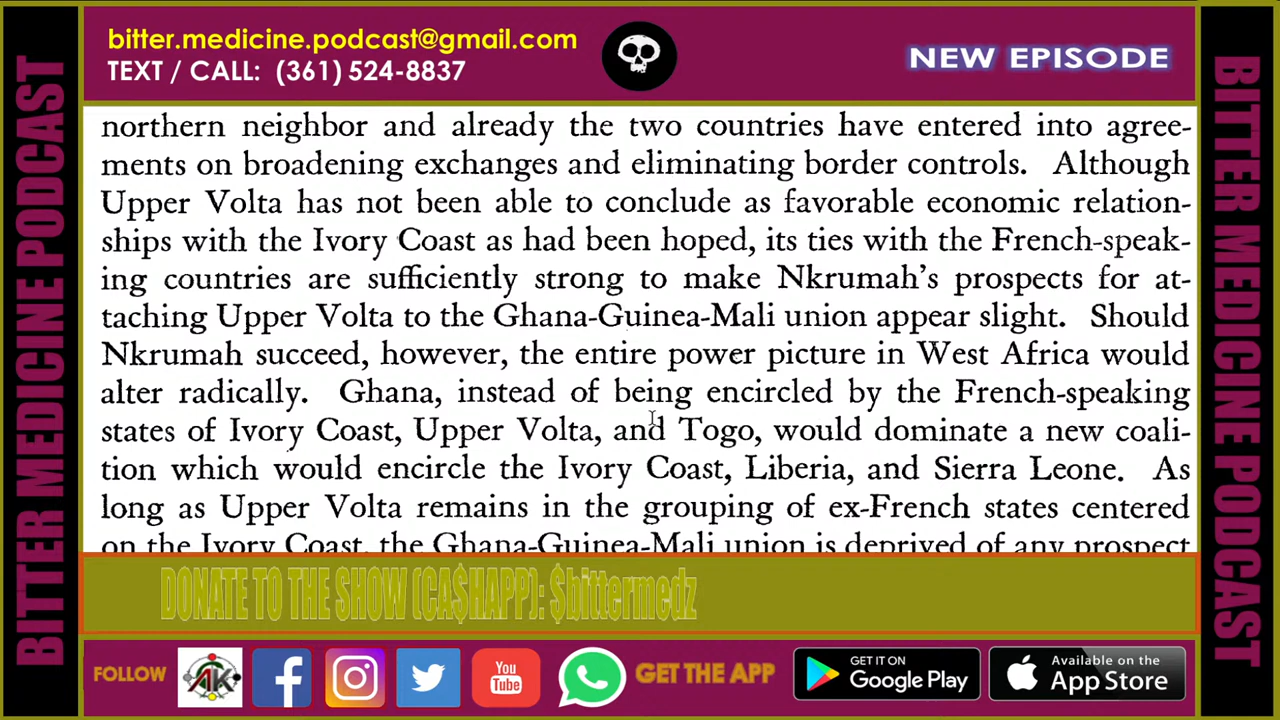 bitter.medicine.podcast@gmail.com
TEXT / CALL: (361) 524-8837
NEW EPISODE
BITTER MEDICINE PODCAST
northern neighbor and already the two countries have entered into agree-
ments on broadening exchanges and eliminating border controls. Although
Upper Volta has not been able to conclude as favorable economic relation-
ships with the Ivory Coast as had been hoped, its ties with the French-speak-
ing countries are sufficiently strong to make Nkrumah's prospects for at-
taching Upper Volta to the Ghana-Guinea-Mali union appear slight. Should
Nkrumah succeed, however, the entire power picture in West Africa would
alter radically. Ghana, instead of being encircled by the French-speaking
states of Ivory Coast, Upper Volta, and Togo, would dominate a new coali-
tion which would encircle the Ivory Coast, Liberia, and Sierra Leone. As
long as Upper Volta remains in the grouping of ex-French states centered
on the Ivory Coast, the Ghana-Guinea-Mali union is deprived of any prospect
BITTER MEDICINE PODCAST
DONATE TO THE SHOW (CA$HAPP): $bittermedz
FOLLOW
ATK
You
Tube
GET THE APP
GET IT ON
Google Play
Available on the
App Store